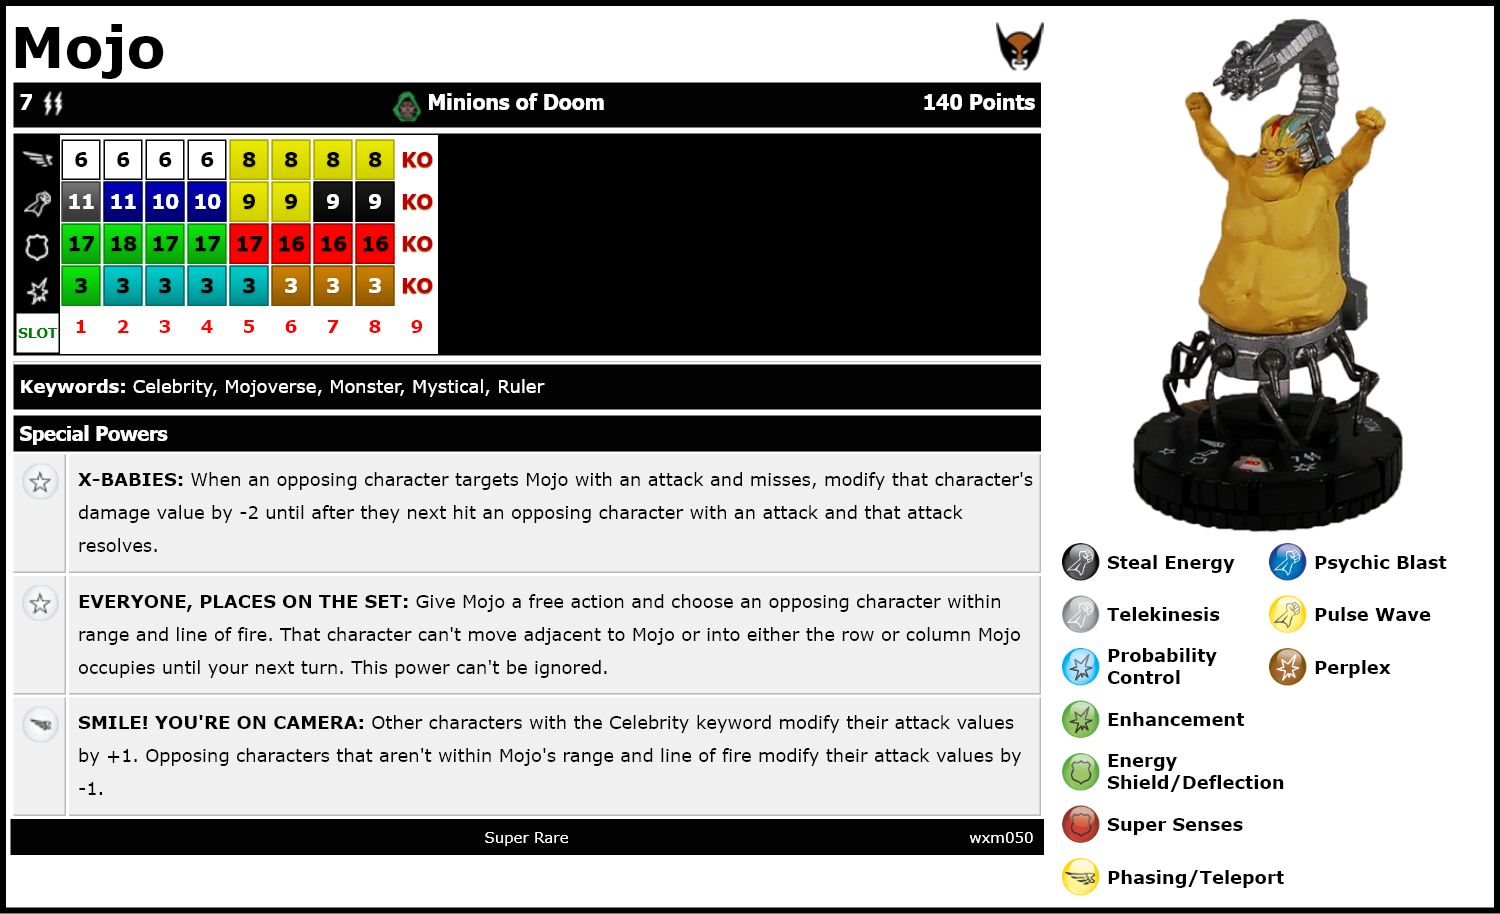 Mojo
7 Minions of Doom 140 Points
6 6 6 6 8 8 8 8 KO
11 11 10 10 9 9 9 9 KO
17 18 17 17 17 16 16 16 KO
3 3 3 3 3 3 3 3 KO
SLOT 1 2 3 4 5 6 7 8 9
Keywords: Celebrity, Mojoverse, Monster, Mystical, Ruler
Special Powers
X-BABIES: When an opposing character targets Mojo with an attack and misses, modify that character's
damage value by -2 until after they next hit an opposing character with an attack and that attack
resolves.
EVERYONE, PLACES ON THE SET: Give Mojo a free action and choose an opposing character within
range and line of fire. That character can't move adjacent to Mojo or into either the row or column Mojo
occupies until your next turn. This power can't be ignored.
SMILE! YOU'RE ON CAMERA: Other characters with the Celebrity keyword modify their attack values
by +1. Opposing characters that aren't within Mojo's range and line of fire modify their attack values by
-1.
Super Rare wxm050
Steal Energy Psychic Blast
Telekinesis Pulse Wave
Probability
Control
Perplex
Enhancement
Energy
Shield/Deflection
Super Senses
Phasing/Teleport